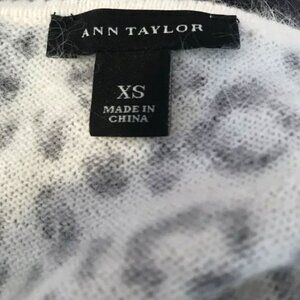 ANN TAYLOR
XS
MADE IN
CHINA